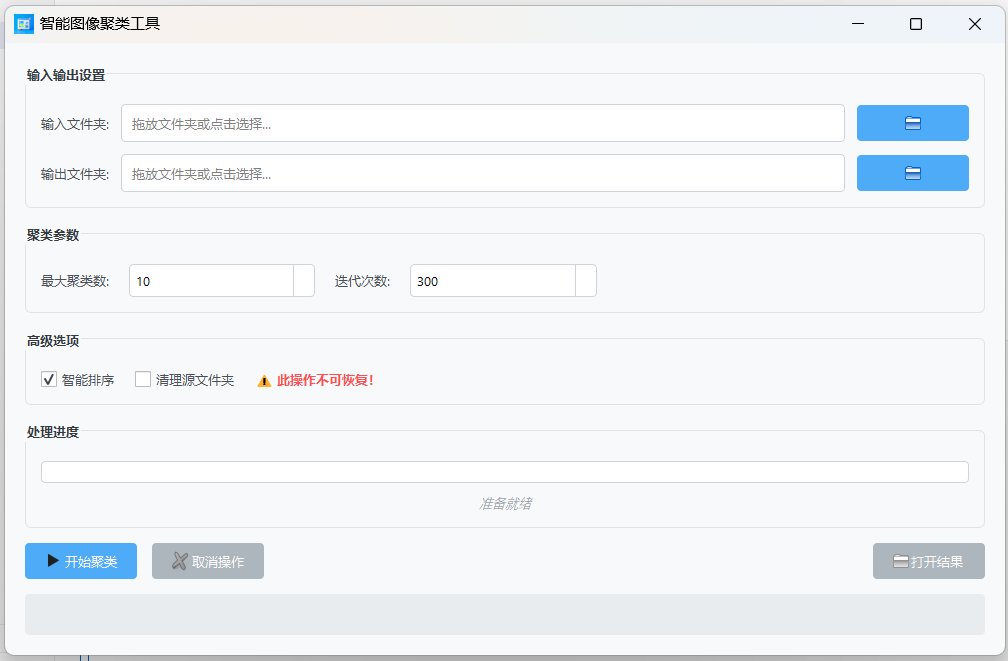 智能图像聚类工具
输入输出设置
输入文件夹: 拖放文件夹或点击选择...
输出文件夹: 拖放文件夹或点击选择...
聚类参数
最大聚类数: 10 迭代次数: 300
高级选项
智能排序 清理源文件夹 此操作不可恢复!
处理进度
准备就绪
开始聚类 取消操作 打开结果